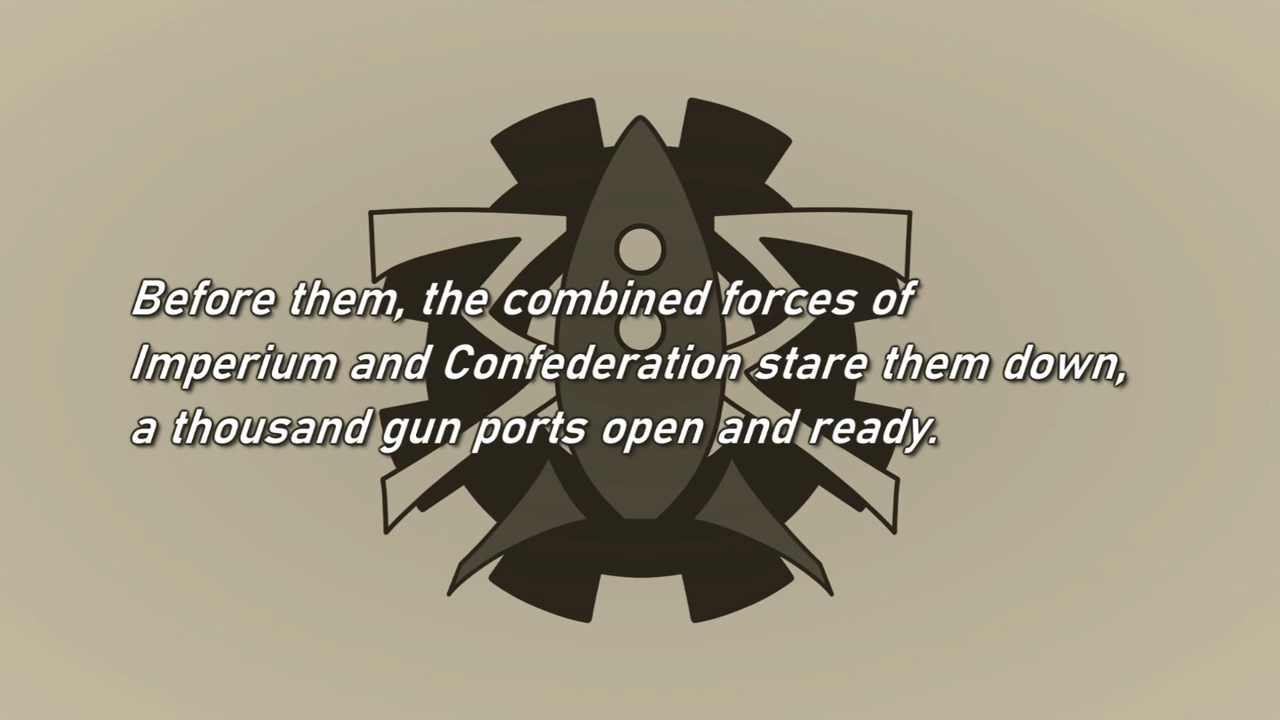 Before them, the combined forces of
Imperium and Confederation stare them down,
a thousand gun ports open and ready.